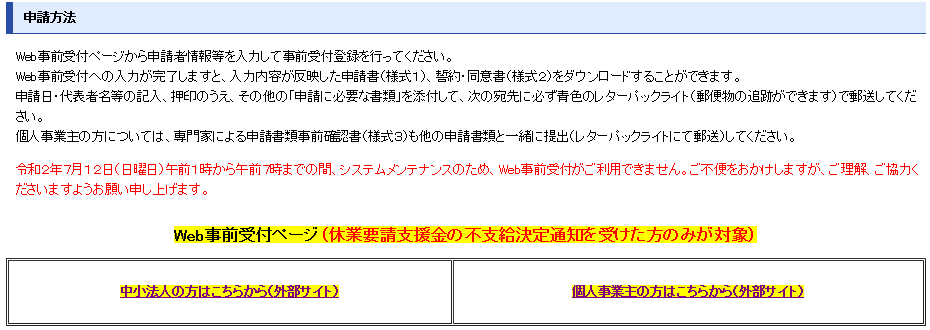 申請方法
Web事前受付ページから申請者情報等を入力して事前受付登録を行ってください。
Web事前受付への入力が完了しますと、入力内容が反映した申請書(様式1)、誓約・同意書(様式2)をダウンロードすることができます。
申請日・代表者名等の記入、押印のうえ、その他の「申請に必要な書類」を添付して、次の宛先に必ず青色のレターパックライト(郵便物の追跡ができます)で郵送してくだ
さい。
個人事業主の方については、専門家による申請書類事前確認書(様式3)も他の申請書類と一緒に提出(レターパックライトにて郵送)してください。
令和2年7月12日(日曜日)午前1時から午前7時までの間、システムメンテナンスのため、Web事前受付がご利用できません。ご不便をおかけしますが、ご理解、ご協力く
ださいますようお願い申し上げます。
Web事前受付ページ(休業要請支援金の不支給決定通知を受けた方のみが対象)
中小法人の方はこちらから(外部サイト)
個人事業主の方はこちらから(外部サイト)